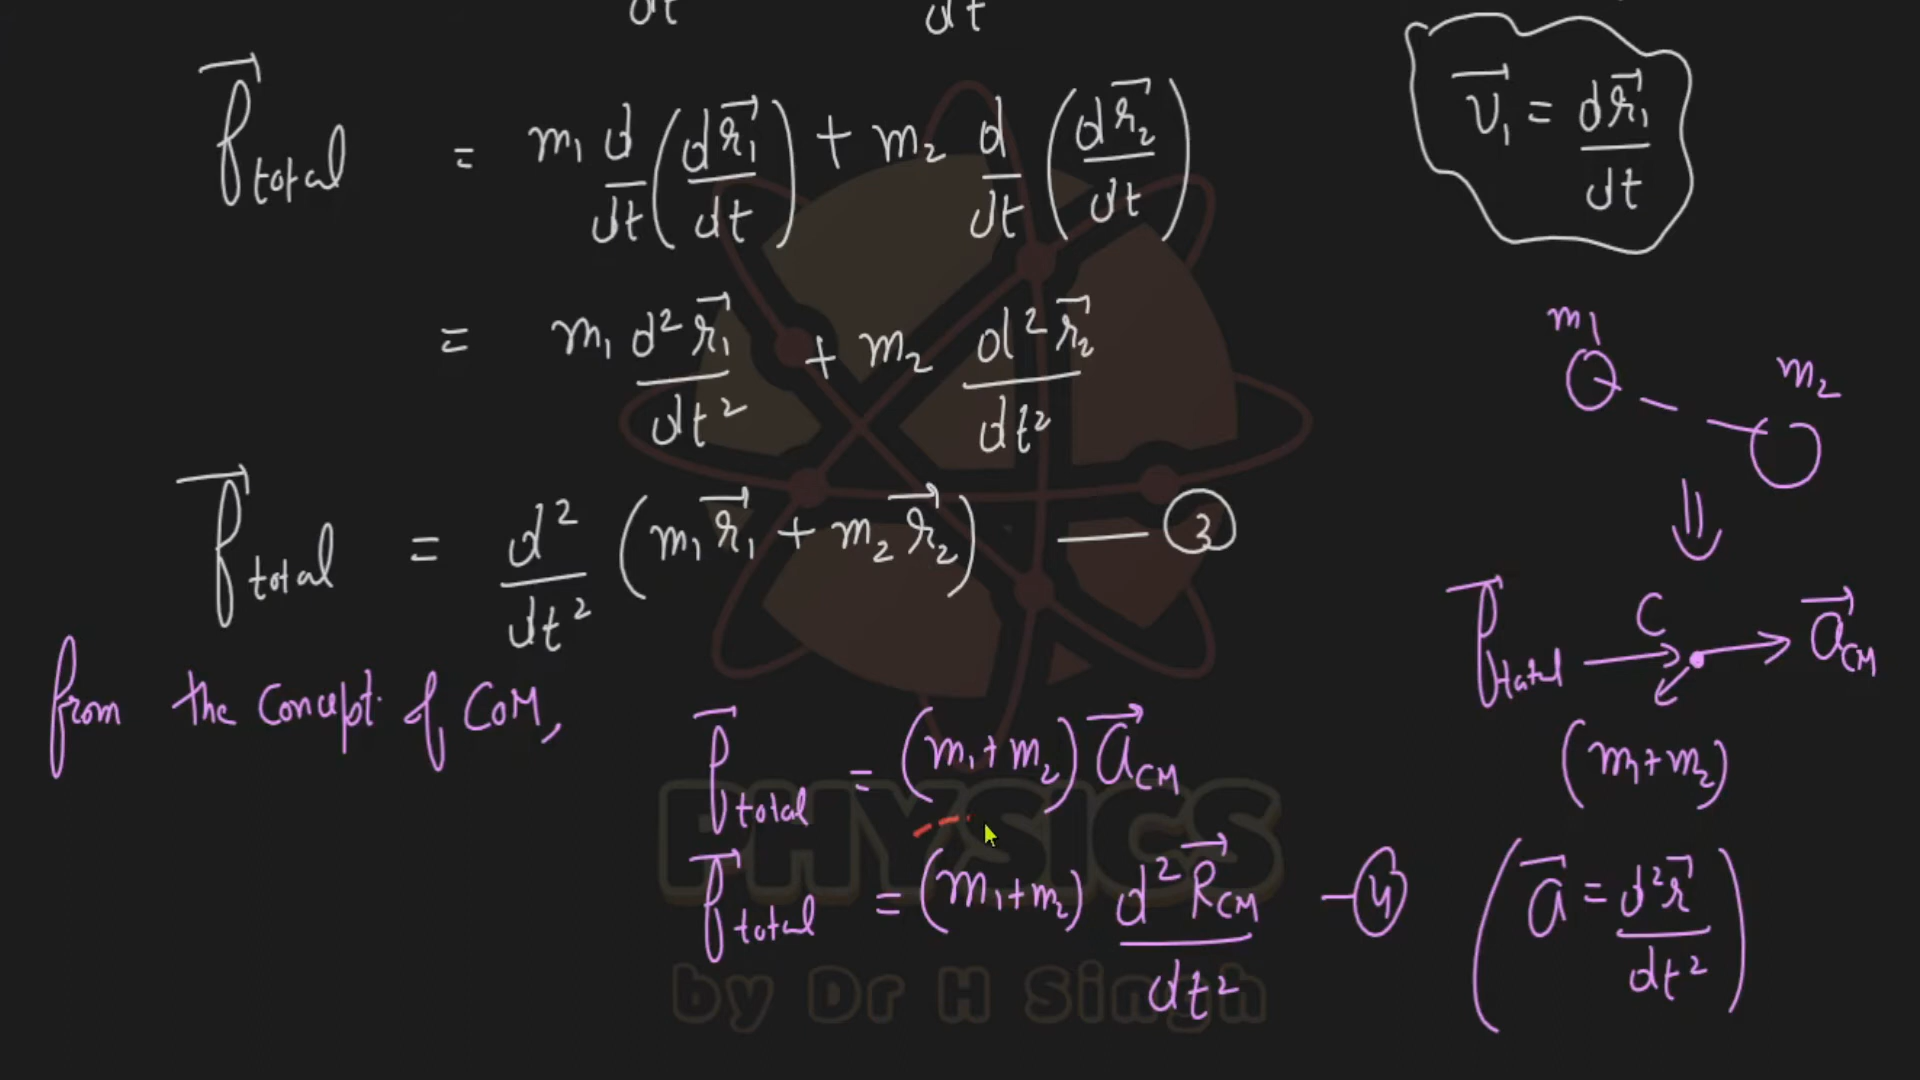 dt dt
f⃗total = m₁ d/dt (dr⃗₁/dt) + m₂ d/dt (dr⃗₂/dt)
v⃗₁ = dr⃗₁/dt
= m₁ d²r⃗₁/dt² + m₂ d²r⃗₂/dt²
m₁
m₂
f⃗total = d²/dt² (m₁r⃗₁ + m₂r⃗₂) — ③
f⃗total C a⃗CM
(m₁+m₂)
from the concept of COM,
f⃗total = (m₁+m₂) a⃗CM
f⃗total = (m₁+m₂) d²R⃗CM/dt² — ④ (a⃗ = d²r⃗/dt²)
PHYSICS
by Dr H Singh